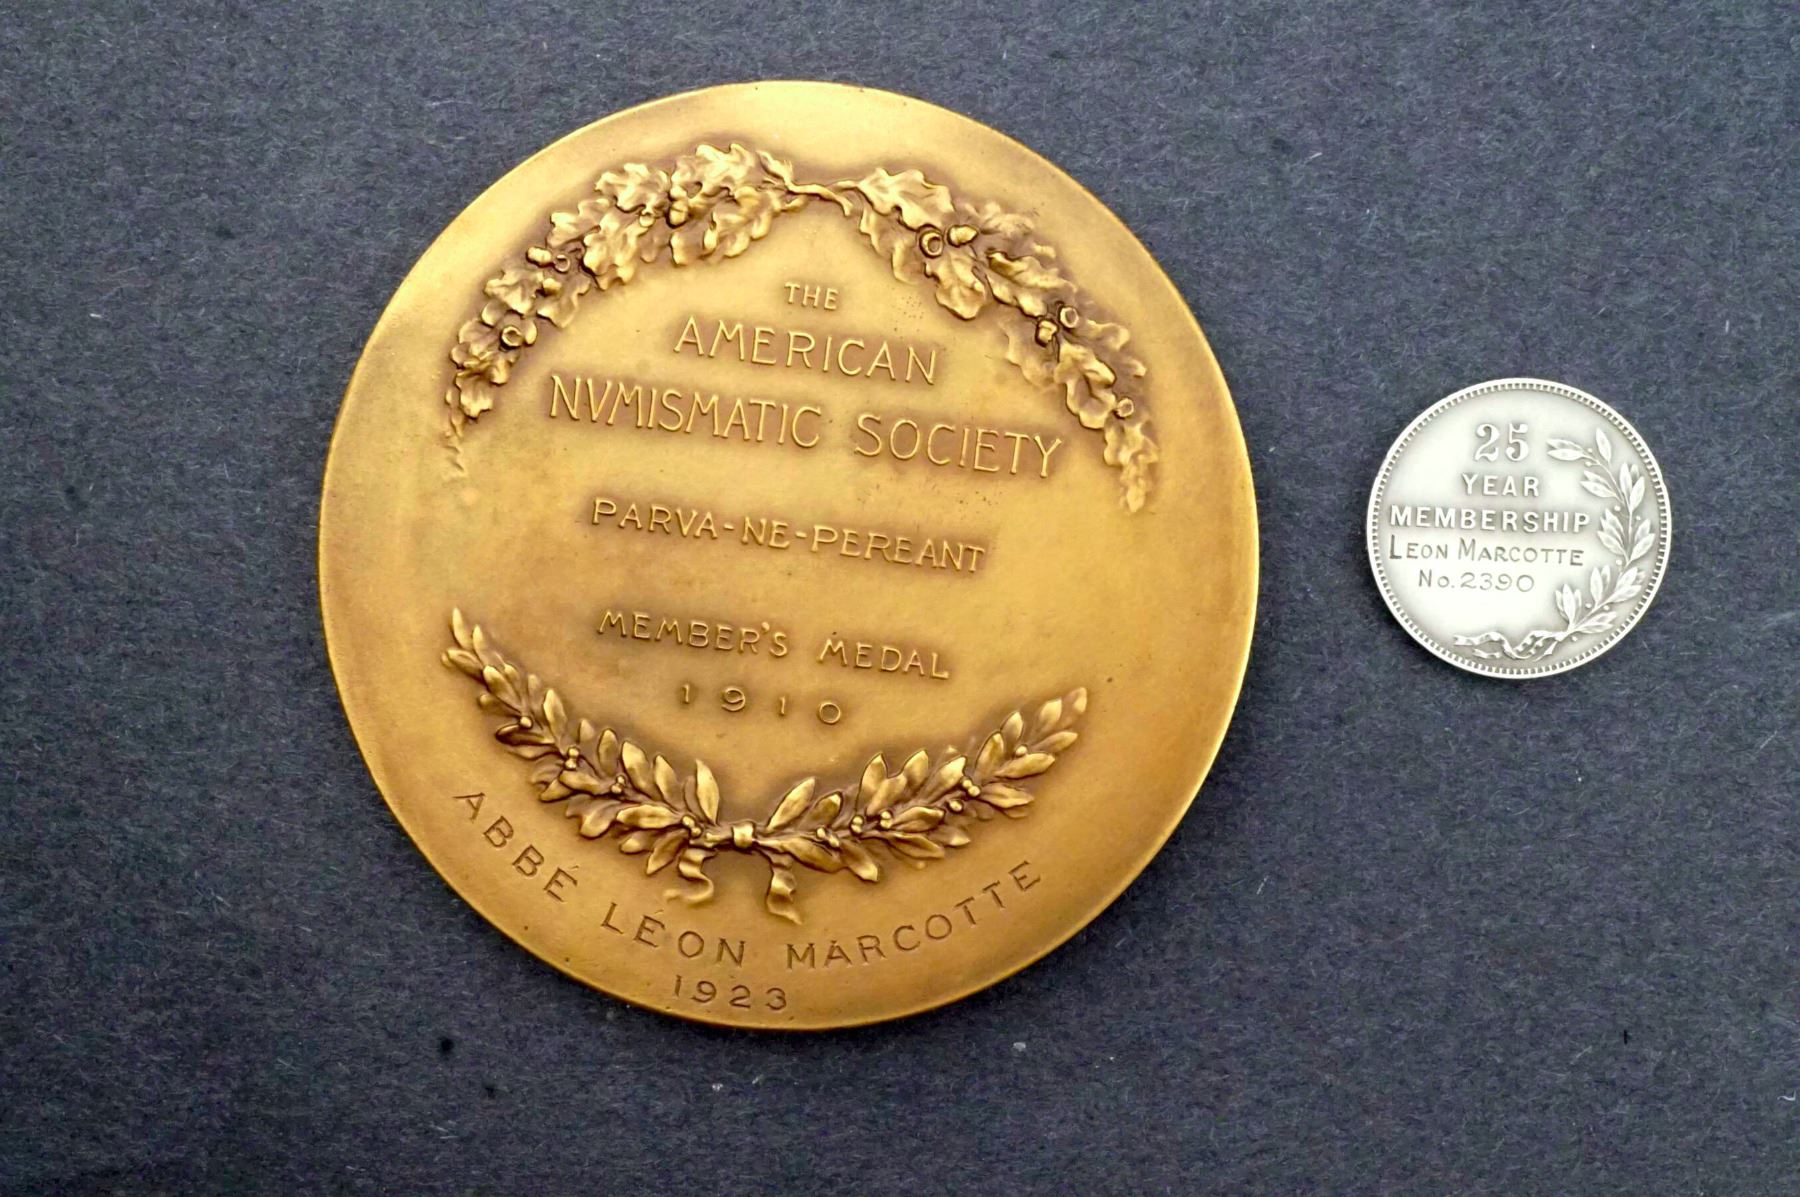 THE
AMERICAN
NVMISMATIC SOCIETY
PARVA-NE-PEREANT
MEMBER'S MEDAL
1910
ABBÉ LÉON MARCOTTE
1923
25
YEAR
MEMBERSHIP
LEON MARCOTTE
No. 2390